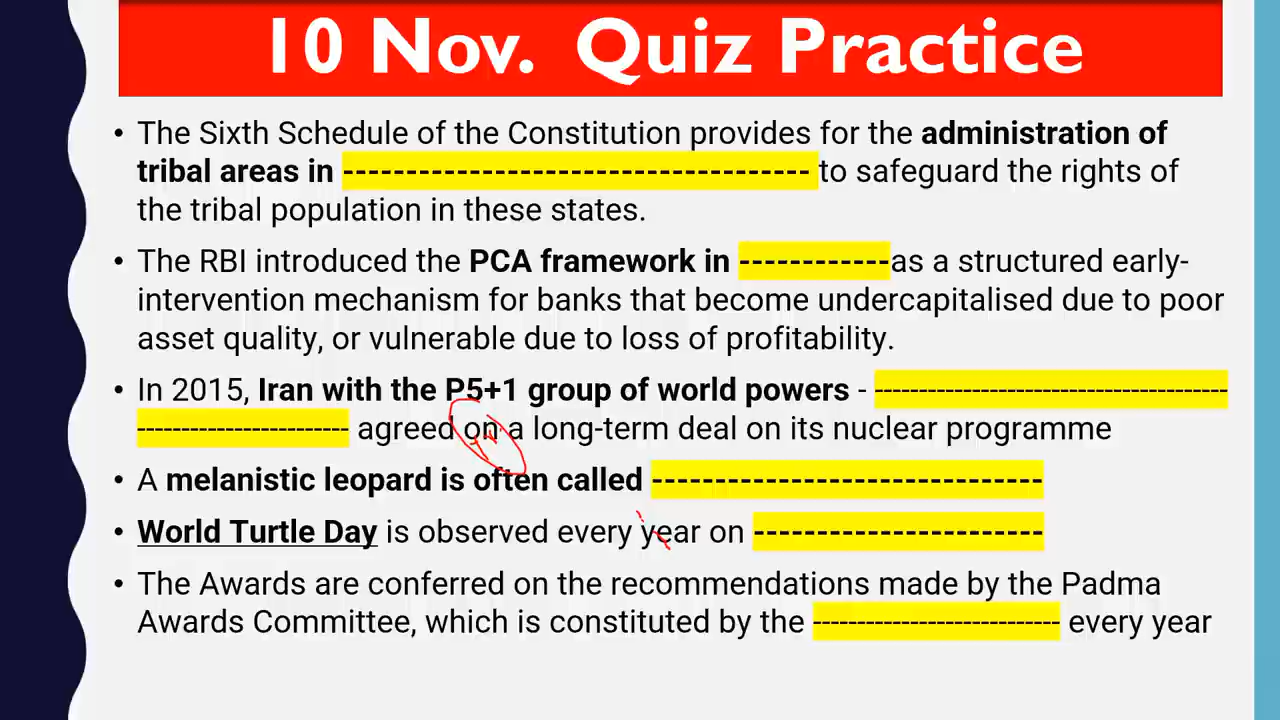 10 Nov. Quiz Practice
• The Sixth Schedule of the Constitution provides for the administration of
tribal areas in ------------------------------------- to safeguard the rights of
the tribal population in these states.
• The RBI introduced the PCA framework in ------------as a structured early-
intervention mechanism for banks that become undercapitalised due to poor
asset quality, or vulnerable due to loss of profitability.
• In 2015, Iran with the P5+1 group of world powers - ----------------------------------------
------------------------ agreed on a long-term deal on its nuclear programme
• A melanistic leopard is often called -------------------------------
• World Turtle Day is observed every year on -----------------------
• The Awards are conferred on the recommendations made by the Padma
Awards Committee, which is constituted by the ---------------------------- every year